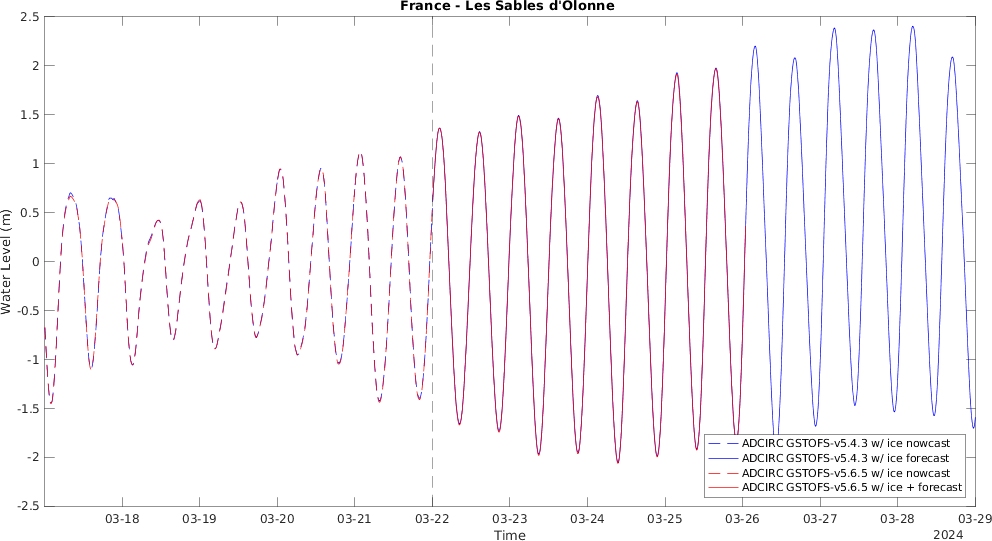 France - Les Sables d'Olonne
2.5
2
1.5
1
0.5
0
-0.5
-1
-1.5
-2
-2.5
Water Level (m)
ADCIRC GSTOFS-v5.4.3 w/ ice nowcast
ADCIRC GSTOFS-v5.4.3 w/ ice forecast
ADCIRC GSTOFS-v5.6.5 w/ ice nowcast
ADCIRC GSTOFS-v5.6.5 w/ ice + forecast
03-18 03-19 03-20 03-21 03-22 03-23 03-24 03-25 03-26 03-27 03-28 03-29
Time
2024